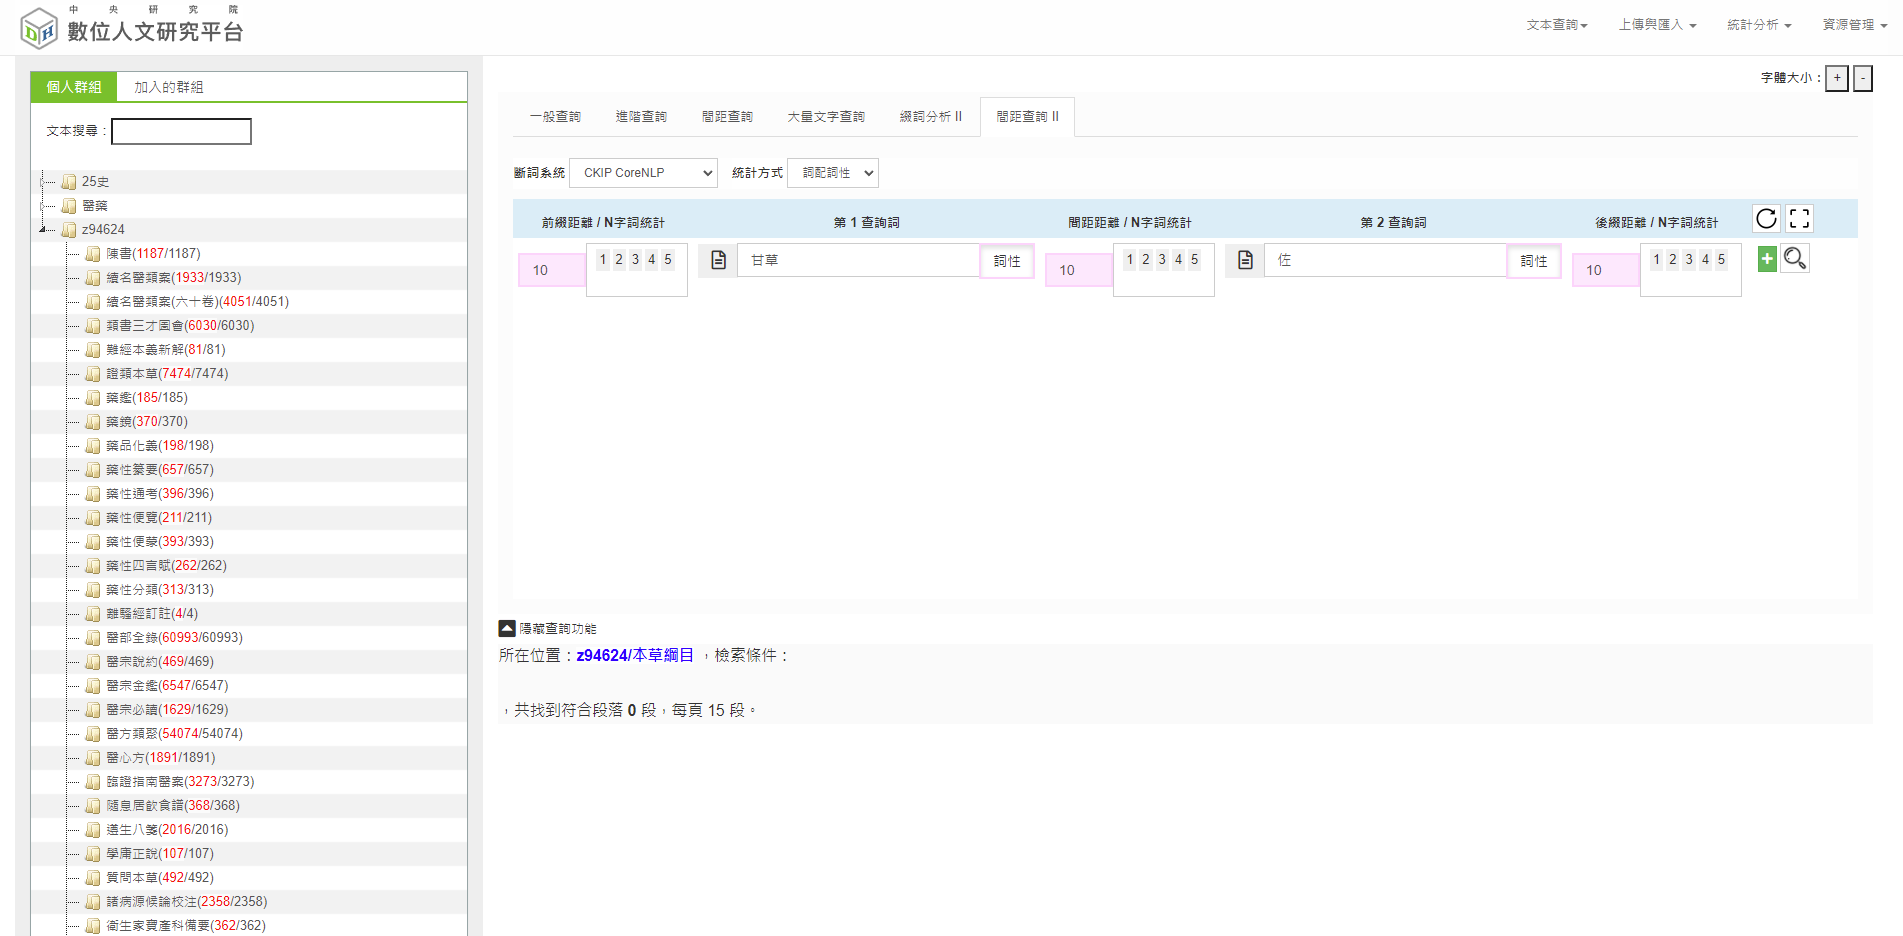 中央研究院
數位人文研究平台
文本查詢
上傳與匯入
統計分析
資源管理
個人群組
加入的群組
文本搜尋：
25史
醫藥
z94624
陳書(1187/1187)
續名醫類案(1933/1933)
續名醫類案(六十卷)(4051/4051)
類書三才圖會(6030/6030)
難經本義新解(81/81)
證類本草(7474/7474)
藥鑑(185/185)
藥鏡(370/370)
藥品化義(198/198)
藥性纂要(657/657)
藥性通考(396/396)
藥性便覽(211/211)
藥性便蒙(393/393)
藥性四言賦(262/262)
藥性分類(313/313)
離騷經訂註(4/4)
醫部全錄(60993/60993)
醫宗說約(469/469)
醫宗金鑑(6547/6547)
醫宗必讀(1629/1629)
醫方類聚(54074/54074)
醫心方(1891/1891)
臨證指南醫案(3273/3273)
隨息居飲食譜(368/368)
遵生八箋(2016/2016)
學庸正說(107/107)
質問本草(492/492)
諸病源候論校注(2358/2358)
衛生家寶產科備要(362/362)
字體大小：
+
-
一般查詢
進階查詢
間距查詢
大量文字查詢
綴詞分析 II
間距查詢 II
斷詞系統
CKIP CoreNLP
統計方式
詞配詞性
前綴距離 / N字詞統計
第 1 查詢詞
間距距離 / N字詞統計
第 2 查詢詞
後綴距離 / N字詞統計
10
1 2 3 4 5
甘草
詞性
10
1 2 3 4 5
佐
詞性
10
1 2 3 4 5
+
隱藏查詢功能
所在位置：z94624/本草綱目 ，檢索條件：
，共找到符合段落 0 段，每頁 15 段。